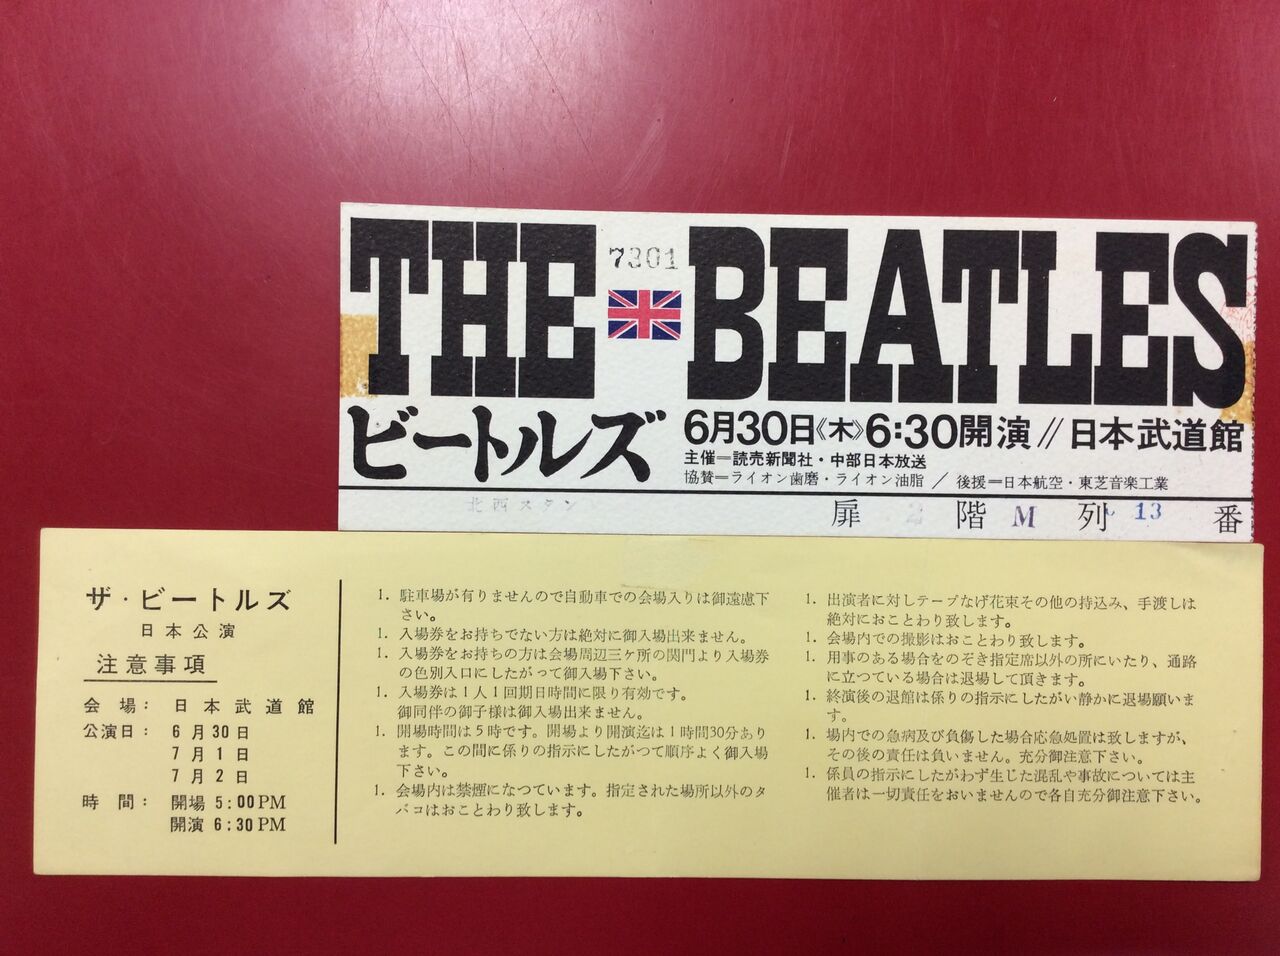 THE BEATLES
7301
ビートルズ
6月30日《木》6:30開演//日本武道館
主催=読売新聞社・中部日本放送
協賛=ライオン歯磨・ライオン油脂/後援=日本航空・東芝音楽工業
北西スタン 扉 2 階 M 列 13 番
ザ・ビートルズ
日本公演
注意事項
会場: 日本武道館
公演日: 6月30日
7月1日
7月2日
時間: 開場 5:00PM
開演 6:30PM
1. 駐車場が有りませんので自動車での会場入りは御遠慮下
さい。
1. 入場券をお持ちでない方は絶対に御入場出来ません。
1. 入場券をお持ちの方は会場周辺三ヶ所の関門より入場券
の色別入口にしたがって御入場下さい。
1. 入場券は1人1回期日時間に限り有効です。
御同伴の御子様は御入場出来ません。
1. 開場時間は5時です。開場より開演迄は1時間30分あり
ます。この間に係りの指示にしたがつて順序よく御入場
下さい。
1. 会場内は禁煙になつています。指定された場所以外のタ
バコはおことわり致します。
1. 出演者に対しテープなげ花束その他の持込み、手渡しは
絶対におことわり致します。
1. 会場内での撮影はおことわり致します。
1. 用事のある場合をのぞき指定席以外の所にいたり、通路
に立つている場合は退場して頂きます。
1. 終演後の退館は係りの指示にしたがい静かに退場願いま
す。
1. 場内での急病及び負傷した場合応急処置は致しますが、
その後の責任は負いません。充分御注意下さい。
1. 係員の指示にしたがわず生じた混乱や事故については主
催者は一切責任をおいませんので各自充分御注意下さい。